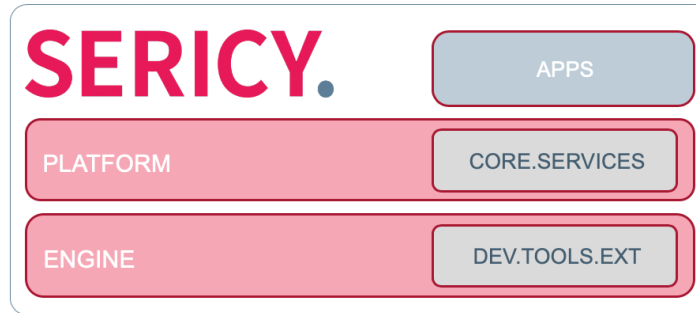 SERICY.
APPS
PLATFORM
CORE.SERVICES
ENGINE
DEV.TOOLS.EXT